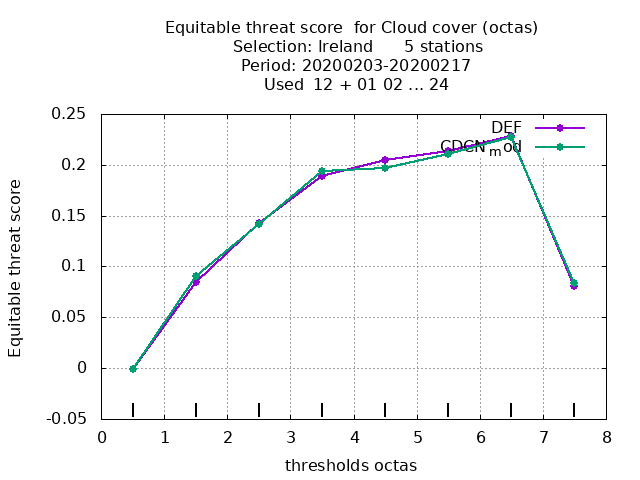 Equitable threat score  for Cloud cover (octas)
Selection: Ireland      5 stations
Period: 20200203-20200217
Used  12 + 01 02 ... 24
0.25
0.2
0.15
0.1
0.05
0
-0.05
Equitable threat score
DEF
CDCN_mod
0 1 2 3 4 5 6 7 8
thresholds octas